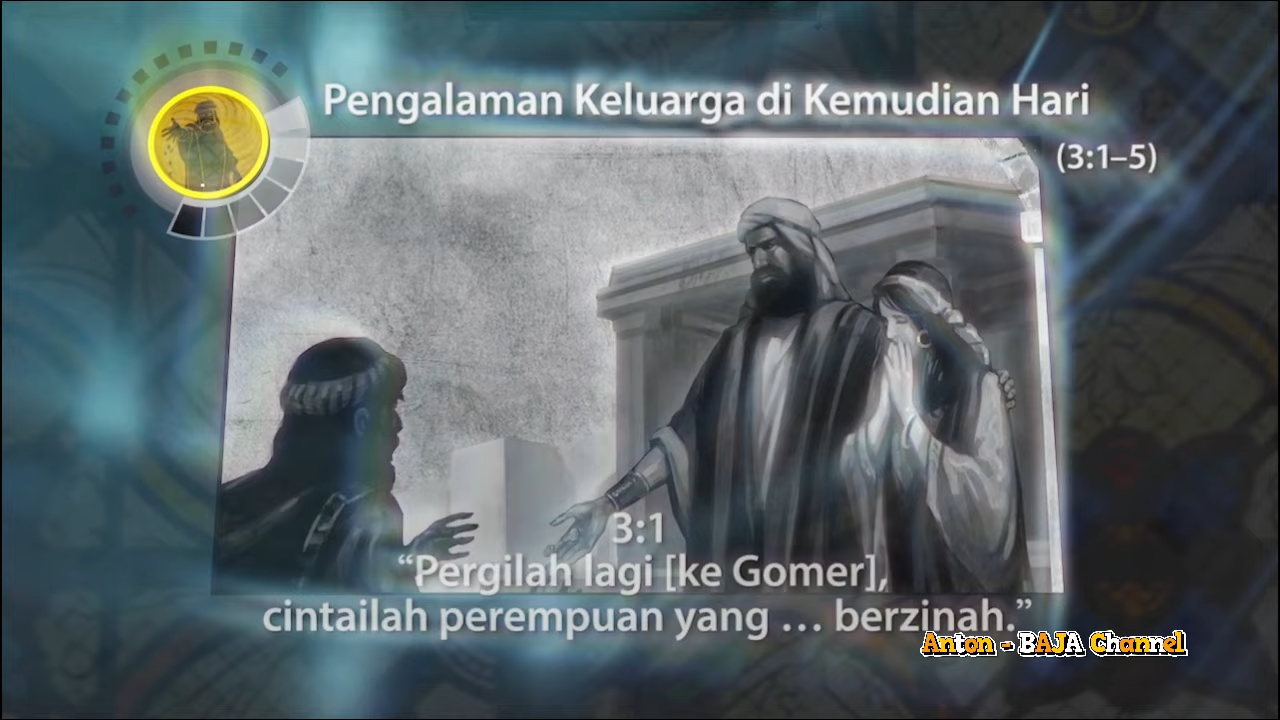 Pengalaman Keluarga di Kemudian Hari
(3:1–5)
3:1
“Pergilah lagi [ke Gomer],
cintailah perempuan yang … berzinah.”
Anton - BAJA Channel